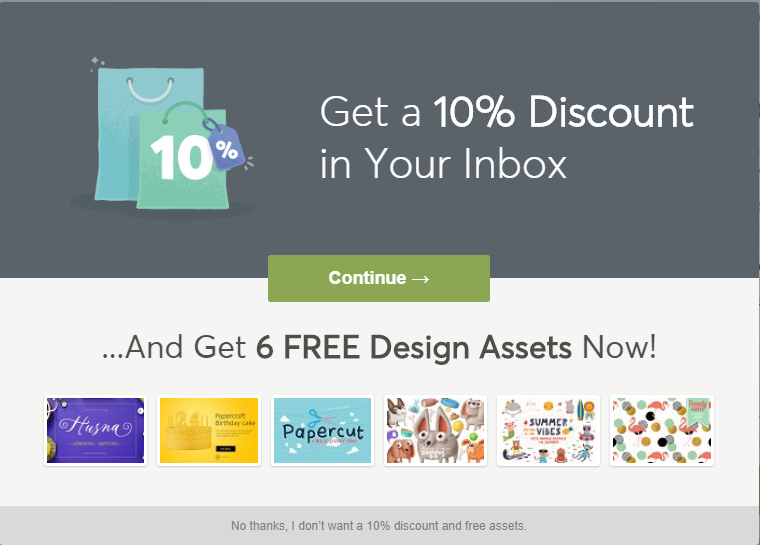 10%
Get a 10% Discount
in Your Inbox
Continue →
...And Get 6 FREE Design Assets Now!
Husna
Papercraft
Birthday cake
Papercut
doggies
SUMMER
VIBES
No thanks, I don't want a 10% discount and free assets.